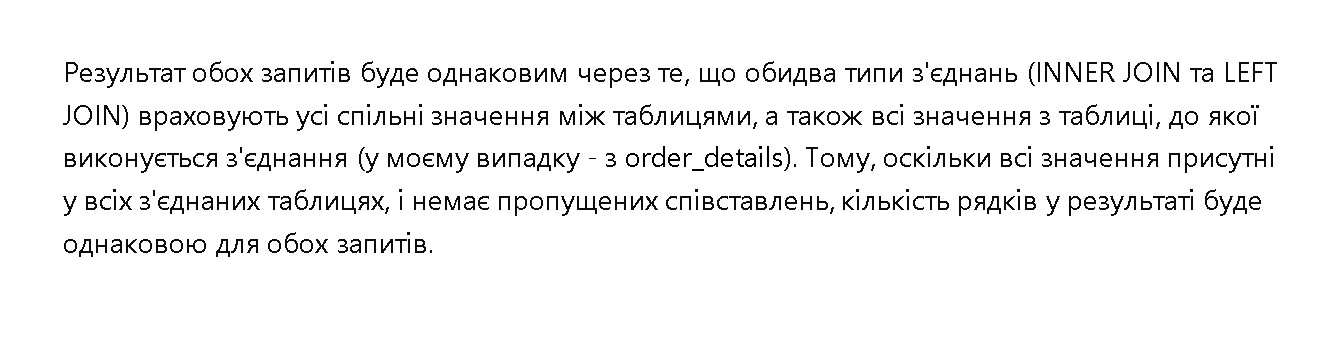 Результат обох запитів буде однаковим через те, що обидва типи з'єднань (INNER JOIN та LEFT
JOIN) враховують усі спільні значення між таблицями, а також всі значення з таблиці, до якої
виконується з'єднання (у моєму випадку - з order_details). Тому, оскільки всі значення присутні
у всіх з'єднаних таблицях, і немає пропущених співставлень, кількість рядків у результаті буде
однаковою для обох запитів.